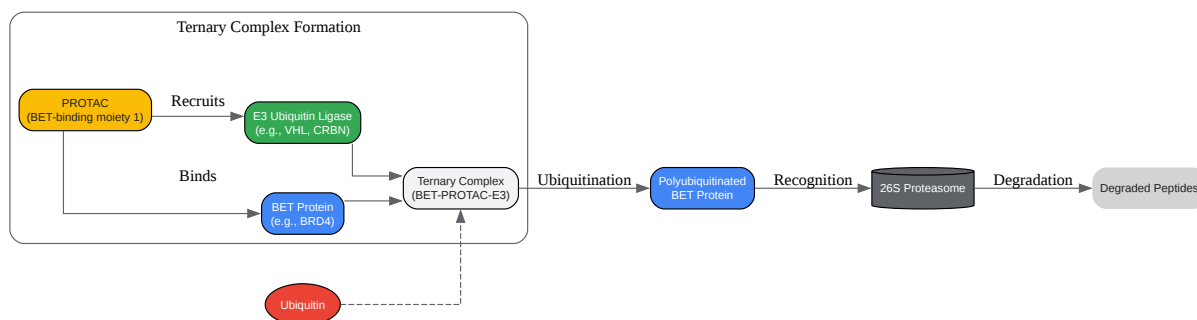 Ternary Complex Formation
PROTAC
(BET-binding moiety 1)
Recruits
E3 Ubiquitin Ligase
(e.g., VHL, CRBN)
Binds
BET Protein
(e.g., BRD4)
Ternary Complex
(BET-PROTAC-E3)
Ubiquitination
Polyubiquitinated
BET Protein
Recognition
26S Proteasome
Degradation
Degraded Peptides
Ubiquitin